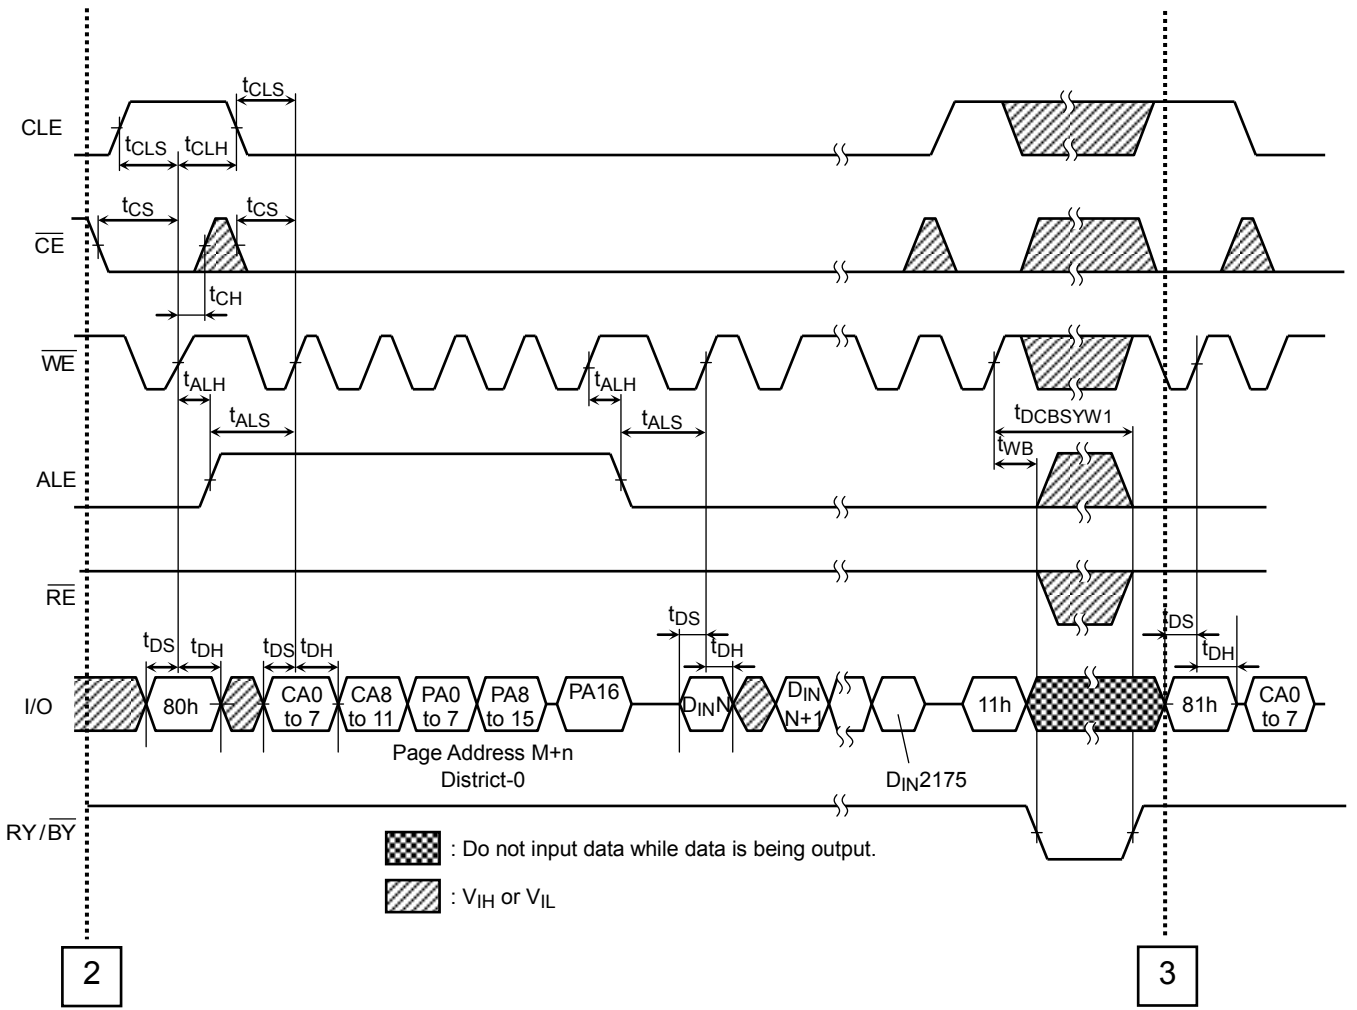 tCLS
CLE
tCLS
tCLH
tCS
tCS
CE
tCH
WE
tALH
tALH
tALS
tALS
tDCBSYW1
tWB
ALE
RE
tDS
tDH
tDS
tDH
tDS
tDH
DS
tDH
I/O
80h
CA0 to 7
CA8 to 11
PA0 to 7
PA8 to 15
PA16
DINN
DIN N+1
11h
81h
CA0 to 7
Page Address M+n
District-0
DIN2175
RY/BY
: Do not input data while data is being output.
: VIH or VIL
2
3